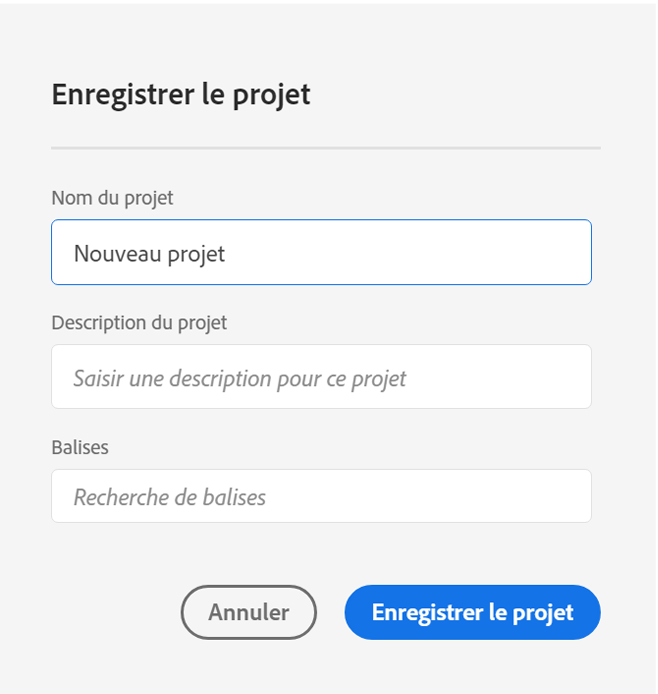 Enregistrer le projet
Nom du projet
Nouveau projet
Description du projet
Saisir une description pour ce projet
Balises
Recherche de balises
Annuler
Enregistrer le projet